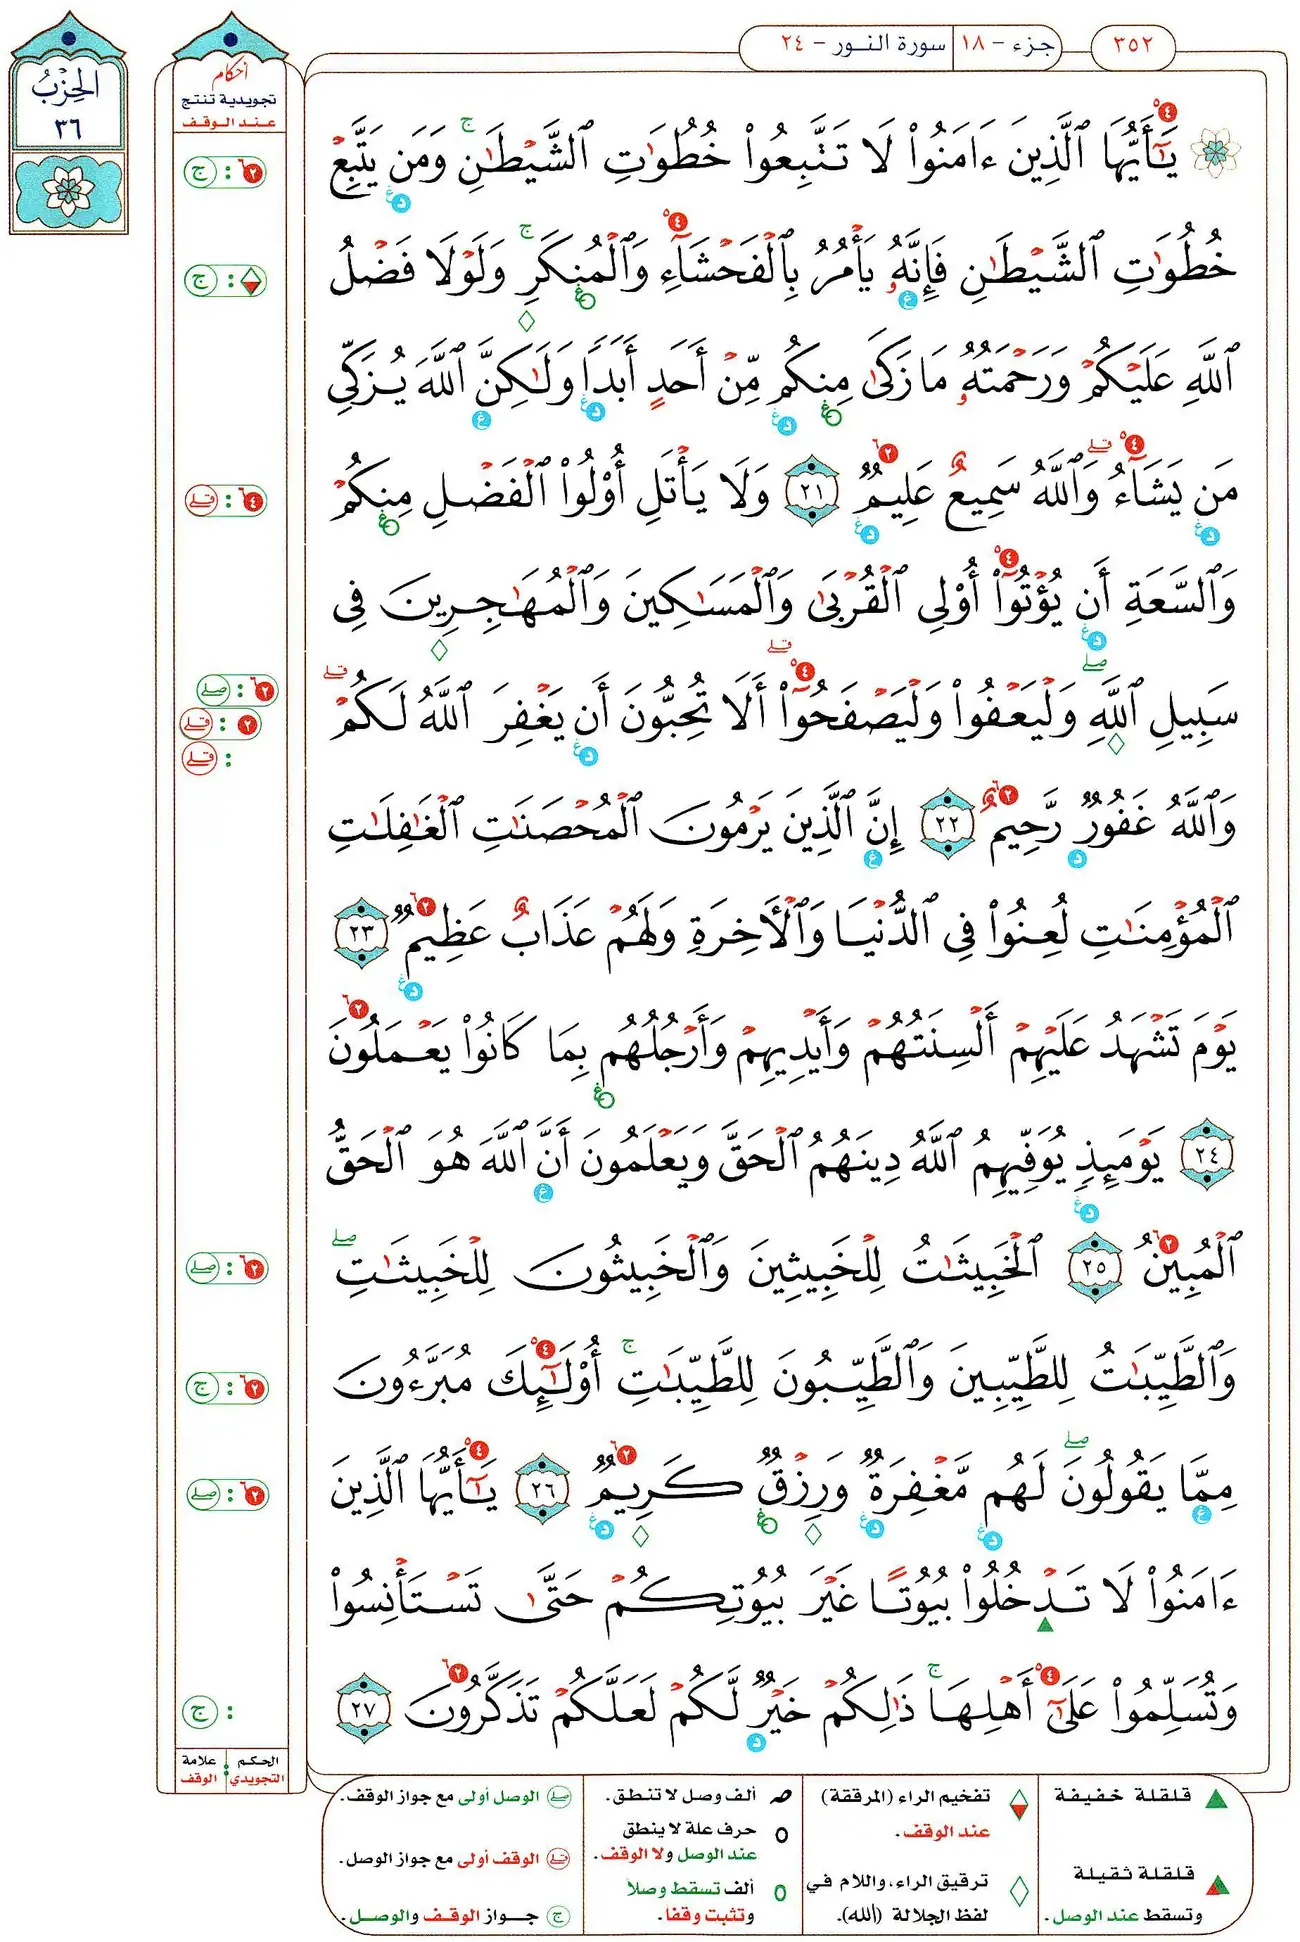 ٣٥٢
جزء - ١٨
سورة النور - ٢٤
الحِزْبُ
٣٦
أحكام
تجويدية تنتج
عند الوقف
يَٰٓأَيُّهَا ٱلَّذِينَ ءَامَنُوا۟ لَا تَتَّبِعُوا۟ خُطُوَٰتِ ٱلشَّيْطَٰنِ ۚ وَمَن يَتَّبِعْ
خُطُوَٰتِ ٱلشَّيْطَٰنِ فَإِنَّهُۥ يَأْمُرُ بِٱلْفَحْشَآءِ وَٱلْمُنكَرِ ۚ وَلَوْلَا فَضْلُ
ٱللَّهِ عَلَيْكُمْ وَرَحْمَتُهُۥ مَا زَكَىٰ مِنكُم مِّنْ أَحَدٍ أَبَدًا وَلَٰكِنَّ ٱللَّهَ يُزَكِّى
مَن يَشَآءُ ۗ وَٱللَّهُ سَمِيعٌ عَلِيمٌ ٢١ وَلَا يَأْتَلِ أُو۟لُوا۟ ٱلْفَضْلِ مِنكُمْ
وَٱلسَّعَةِ أَن يُؤْتُوٓا۟ أُو۟لِى ٱلْقُرْبَىٰ وَٱلْمَسَٰكِينَ وَٱلْمُهَٰجِرِينَ فِى
سَبِيلِ ٱللَّهِ ۖ وَلْيَعْفُوا۟ وَلْيَصْفَحُوٓا۟ ۗ أَلَا تُحِبُّونَ أَن يَغْفِرَ ٱللَّهُ لَكُمْ ۗ
وَٱللَّهُ غَفُورٌ رَّحِيمٌ ٢٢ إِنَّ ٱلَّذِينَ يَرْمُونَ ٱلْمُحْصَنَٰتِ ٱلْغَٰفِلَٰتِ
ٱلْمُؤْمِنَٰتِ لُعِنُوا۟ فِى ٱلدُّنْيَا وَٱلْءَاخِرَةِ وَلَهُمْ عَذَابٌ عَظِيمٌ ٢٣
يَوْمَ تَشْهَدُ عَلَيْهِمْ أَلْسِنَتُهُمْ وَأَيْدِيهِمْ وَأَرْجُلُهُم بِمَا كَانُوا۟ يَعْمَلُونَ
٢٤ يَوْمَئِذٍ يُوَفِّيهِمُ ٱللَّهُ دِينَهُمُ ٱلْحَقَّ وَيَعْلَمُونَ أَنَّ ٱللَّهَ هُوَ ٱلْحَقُّ
ٱلْمُبِينُ ٢٥ ٱلْخَبِيثَٰتُ لِلْخَبِيثِينَ وَٱلْخَبِيثُونَ لِلْخَبِيثَٰتِ ۖ
وَٱلطَّيِّبَٰتُ لِلطَّيِّبِينَ وَٱلطَّيِّبُونَ لِلطَّيِّبَٰتِ ۚ أُو۟لَٰٓئِكَ مُبَرَّءُونَ
مِمَّا يَقُولُونَ ۖ لَهُم مَّغْفِرَةٌ وَرِزْقٌ كَرِيمٌ ٢٦ يَٰٓأَيُّهَا ٱلَّذِينَ
ءَامَنُوا۟ لَا تَدْخُلُوا۟ بُيُوتًا غَيْرَ بُيُوتِكُمْ حَتَّىٰ تَسْتَأْنِسُوا۟
وَتُسَلِّمُوا۟ عَلَىٰٓ أَهْلِهَا ۚ ذَٰلِكُمْ خَيْرٌ لَّكُمْ لَعَلَّكُمْ تَذَكَّرُونَ ٢٧
الحكم التجويدي : علامة الوقف
قلقلة خفيفة
قلقلة ثقيلة
وتسقط عند الوصل.
تفخيم الراء (المرققة)
عند الوقف.
ترقيق الراء، واللام في
لفظ الجلالة (الله).
ألف وصل لا تنطق.
حرف علة لا ينطق
عند الوصل ولا الوقف.
ألف تسقط وصلا
وتثبت وقفا.
الوصل أولى مع جواز الوقف.
الوقف أولى مع جواز الوصل.
جواز الوقف والوصل.